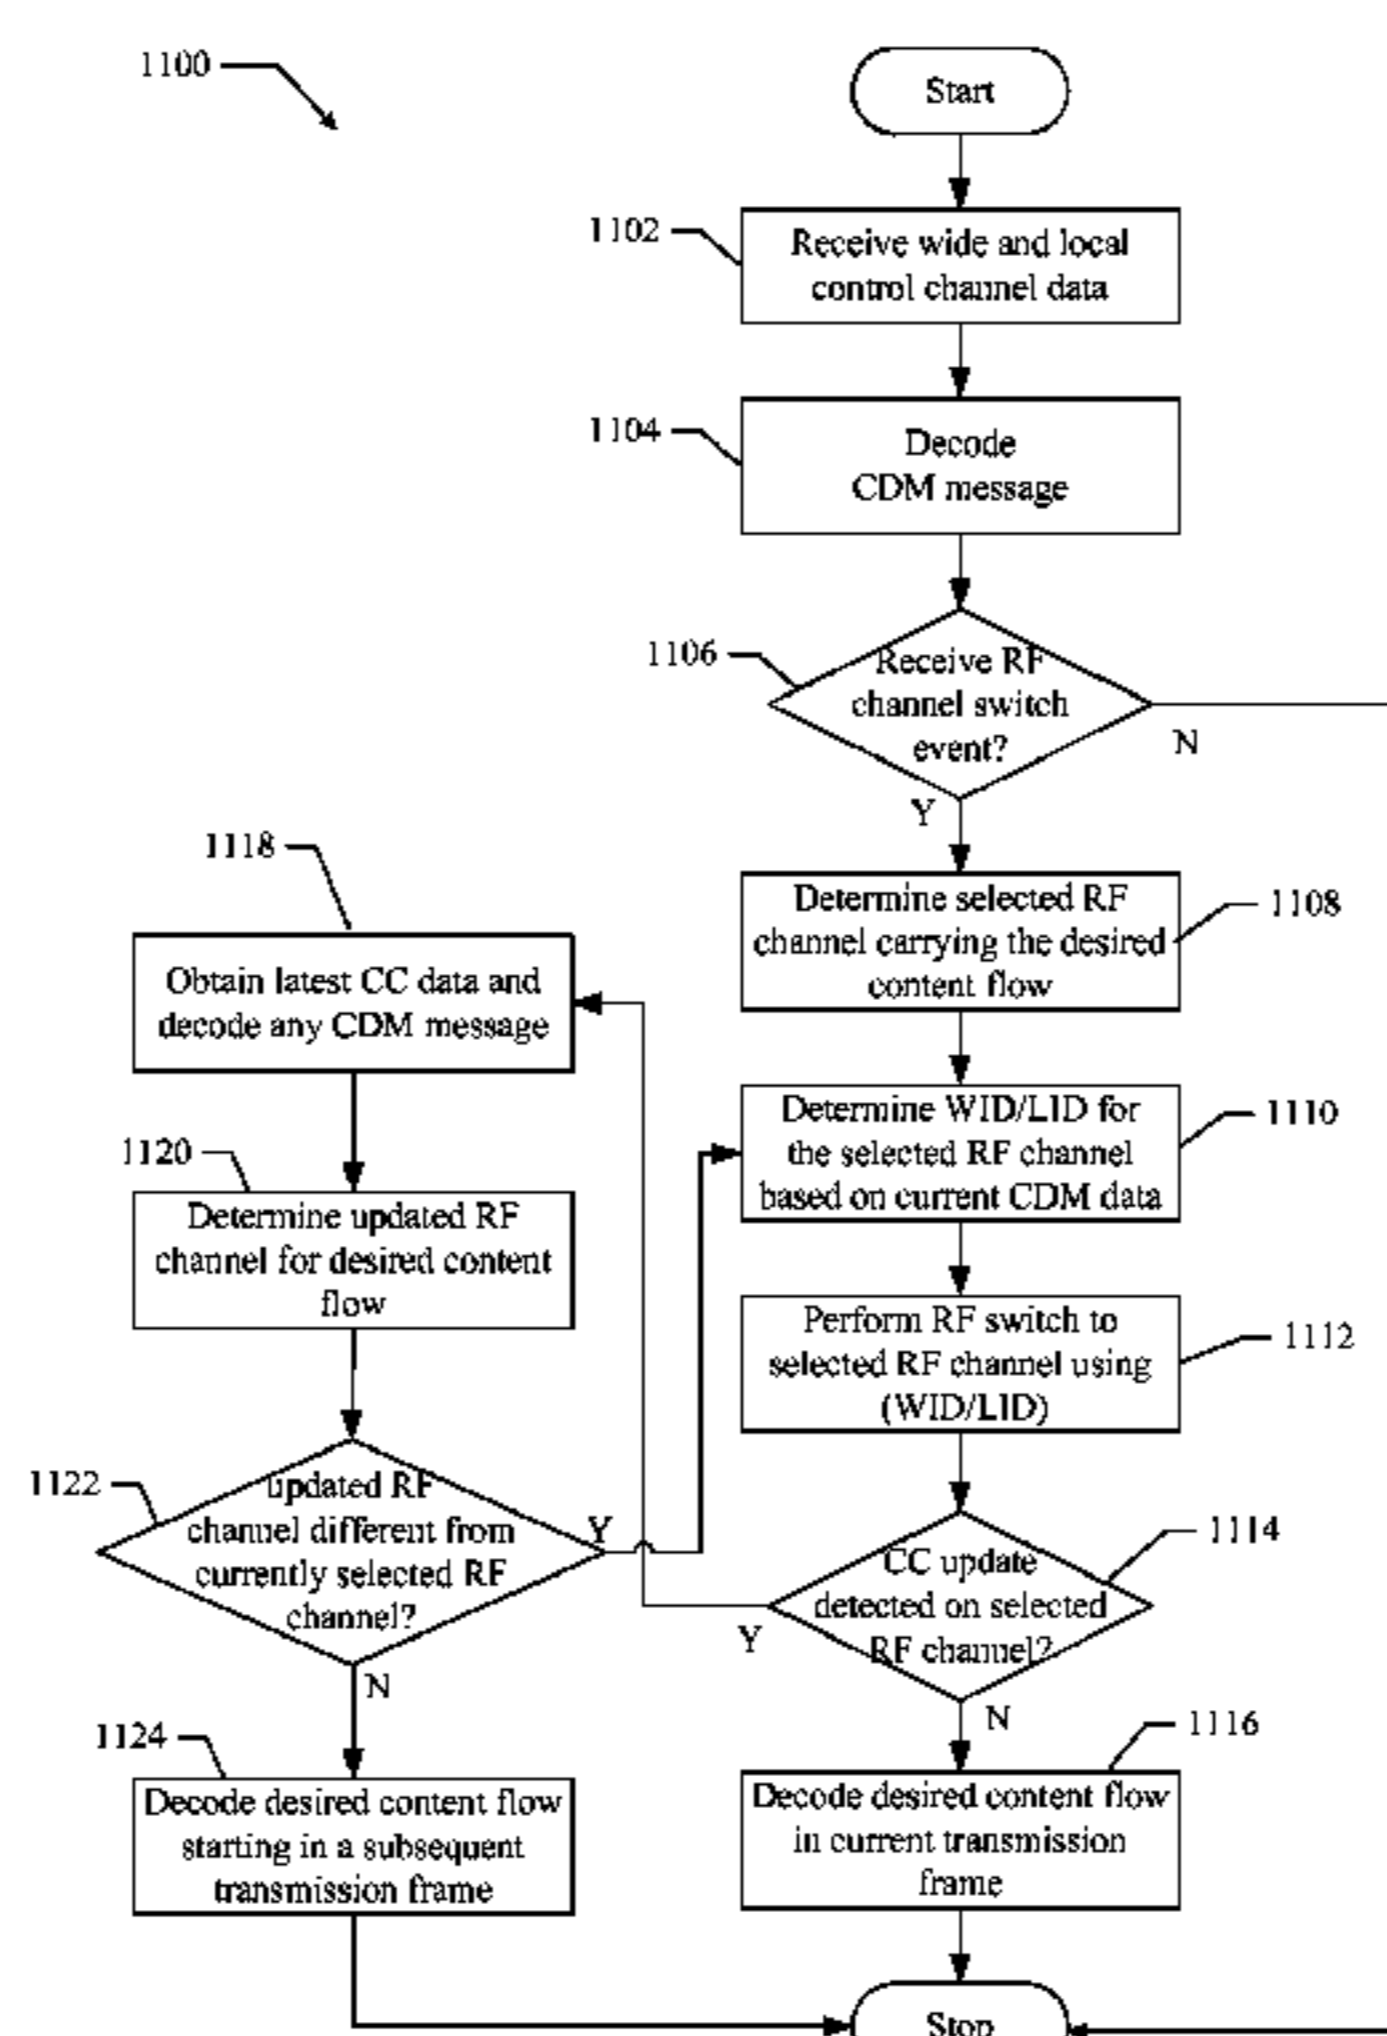 1100
Start
1102
Receive wide and local
control channel data
1104
Decode
CDM message
1106
Receive RF
channel switch
event?
N
Y
1108
Determine selected RF
channel carrying the desired
content flow
1118
Obtain latest CC data and
decode any CDM message
1110
Determine WID/LID for
the selected RF channel
based on current CDM data
1120
Determine updated RF
channel for desired content
flow
1112
Perform RF switch to
selected RF channel using
(WID/LID)
1122
updated RF
channel different from
currently selected RF
channel?
Y
N
1114
CC update
detected on selected
RF channel?
Y
N
1124
Decode desired content flow
starting in a subsequent
transmission frame
1116
Decode desired content flow
in current transmission
frame
Stop